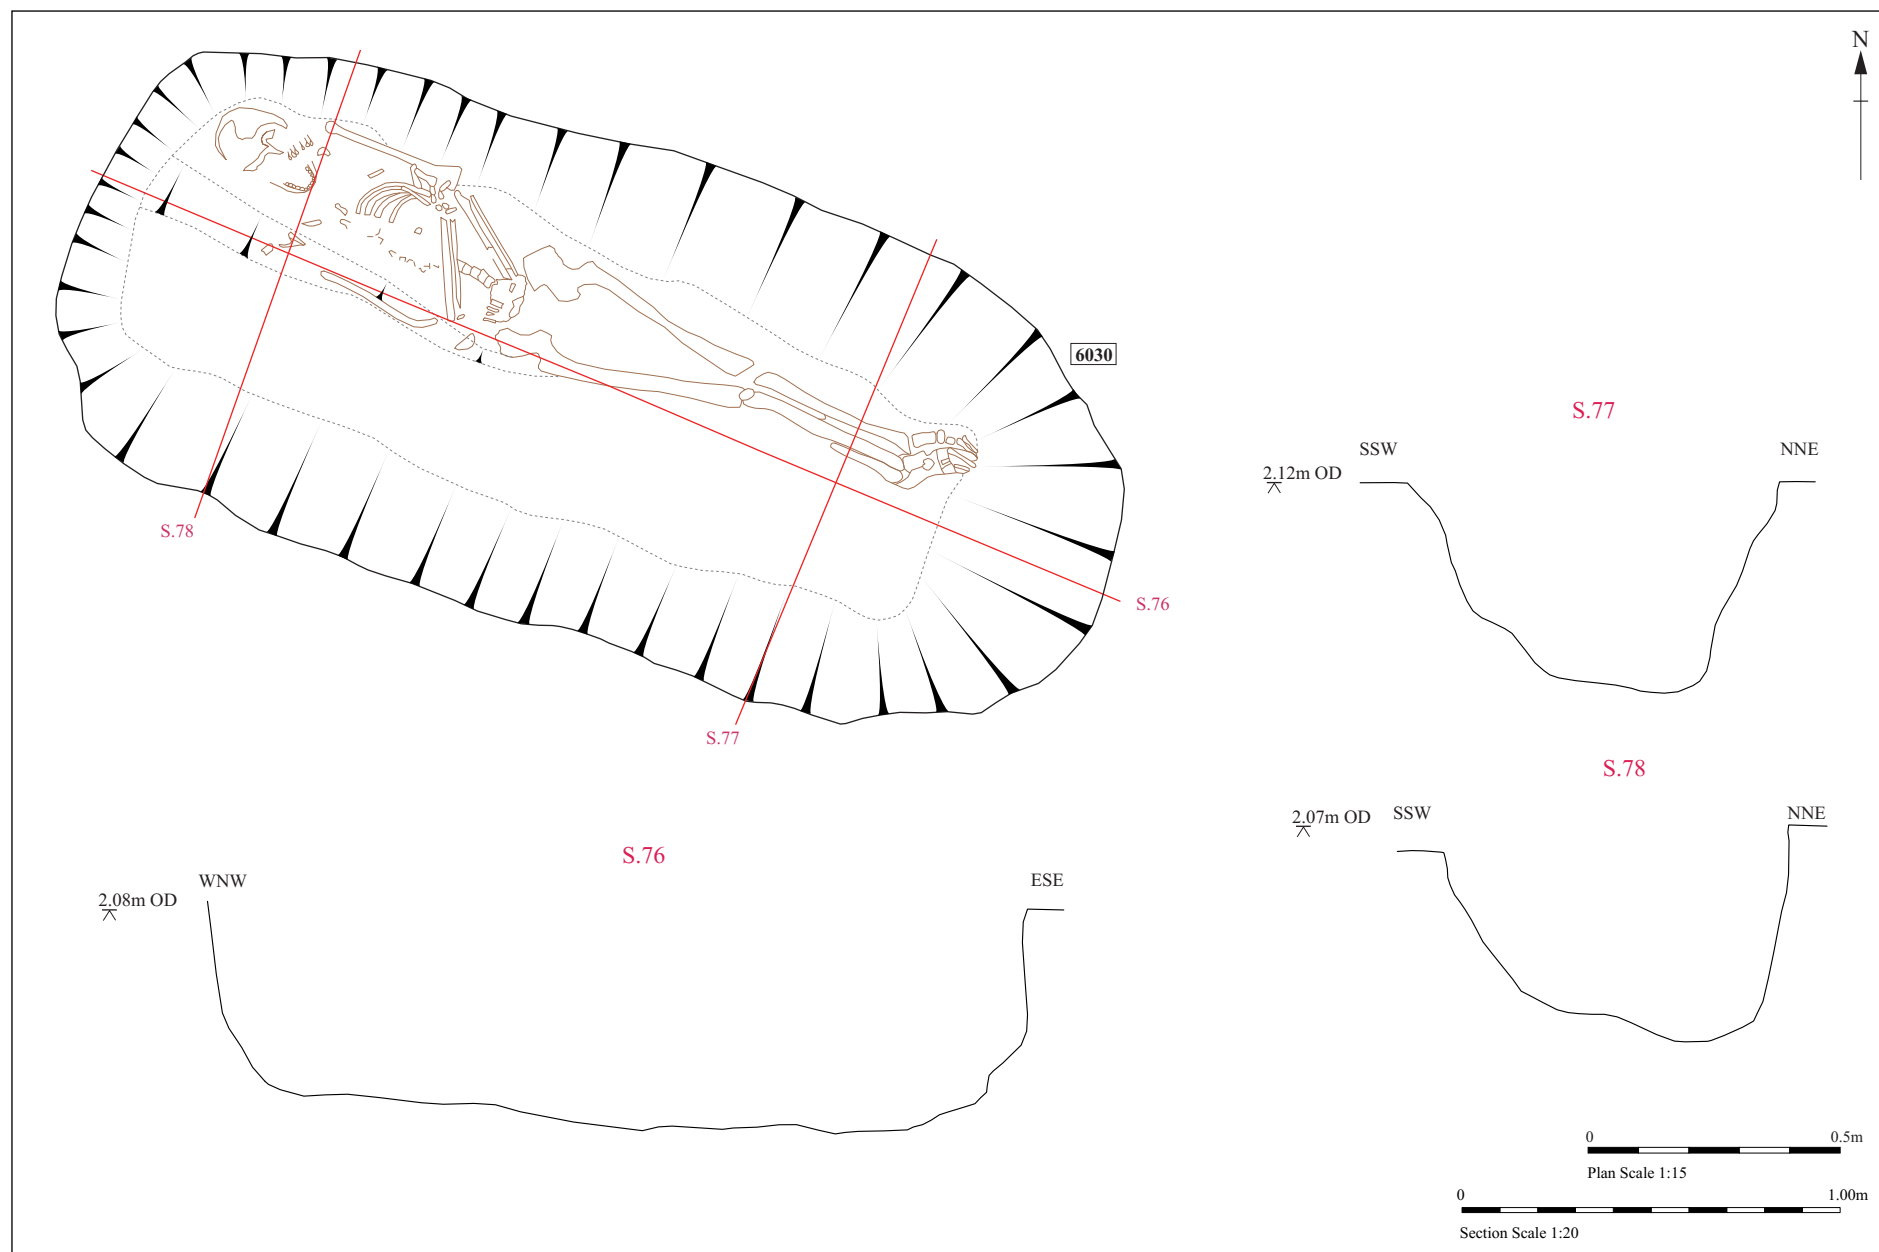 N
6030
S.78
S.77
S.76
S.77
SSW
NNE
2.12m OD
S.78
2.07m OD
SSW
NNE
S.76
WNW
ESE
2.08m OD
0
0.5m
Plan Scale 1:15
0
1.00m
Section Scale 1:20